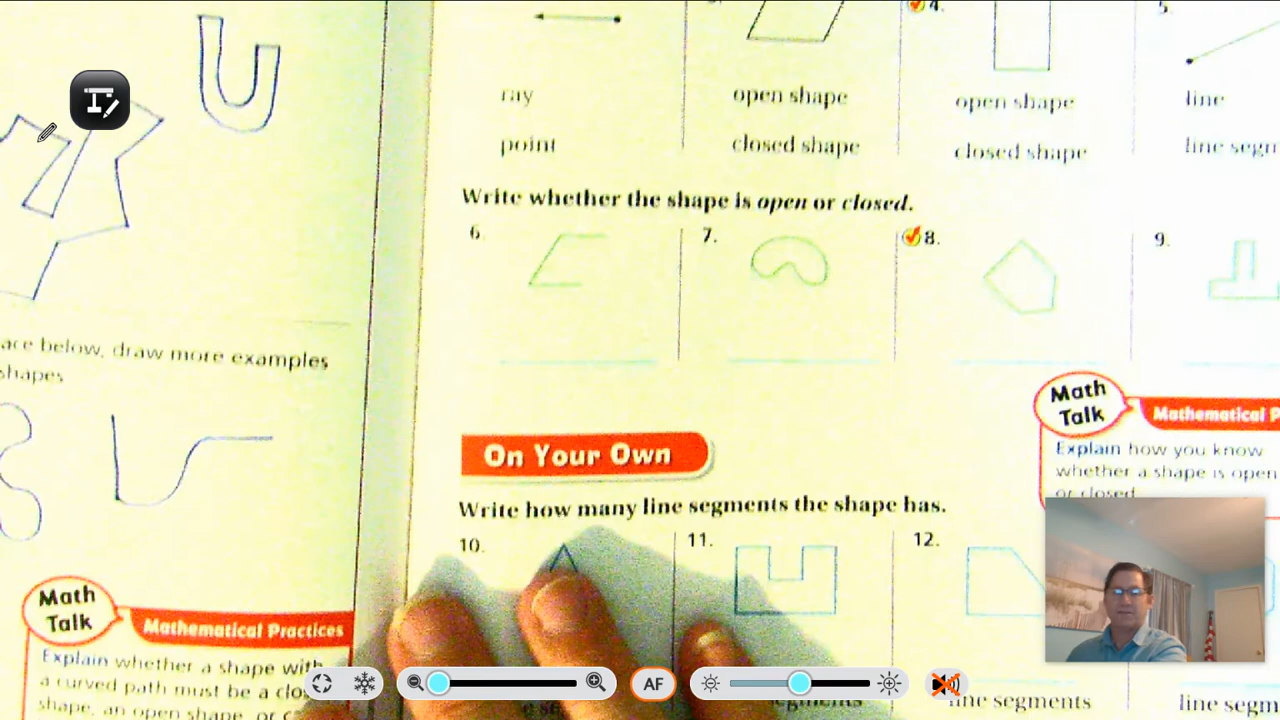 4.
5.
ray
open shape
open shape
line
point
closed shape
closed shape
line segn
Write whether the shape is open or closed.
6.
7.
8.
9.
ace below, draw more examples
shapes
Math
Talk
Mathematical P
Explain how you know
whether a shape is open
or closed
On Your Own
Write how many line segments the shape has.
10.
11.
12.
Math
Talk
Mathematical Practices
Explain whether a shape with
a curved path must be a clo
shape, an open shape, or c
line segments
line segm
AF